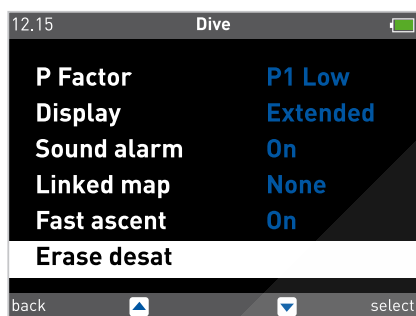 12.15 Dive
P Factor P1 Low
Display Extended
Sound alarm On
Linked map None
Fast ascent On
Erase desat
back select